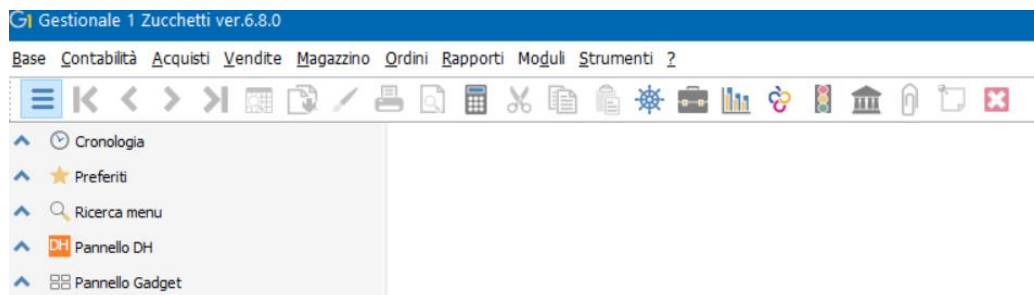 G1 Gestionale 1 Zucchetti ver.6.8.0
Base Contabilità Acquisti Vendite Magazzino Ordini Rapporti Moduli Strumenti ?
Cronologia
Preferiti
Ricerca menu
DH Pannello DH
Pannello Gadget